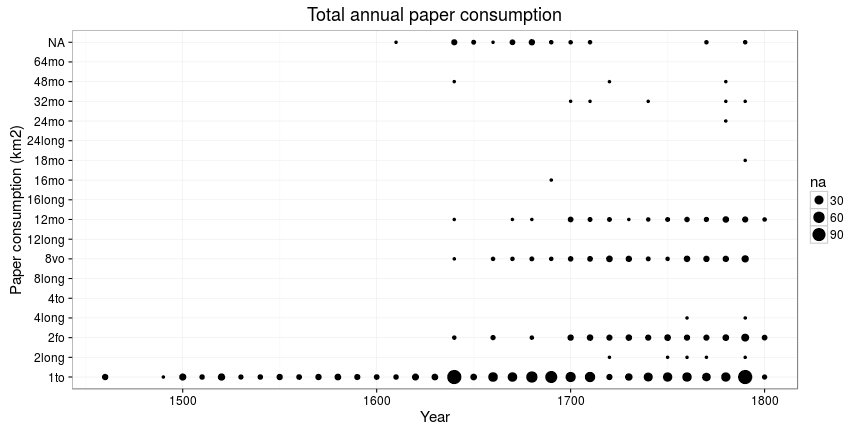 Total annual paper consumption
Paper consumption (km2)
NA
64mo
48mo
32mo
24mo
24long
18mo
16mo
16long
12mo
12long
8vo
8long
4to
4long
2fo
2long
1to
1500
1600
1700
1800
Year
na
30
60
90